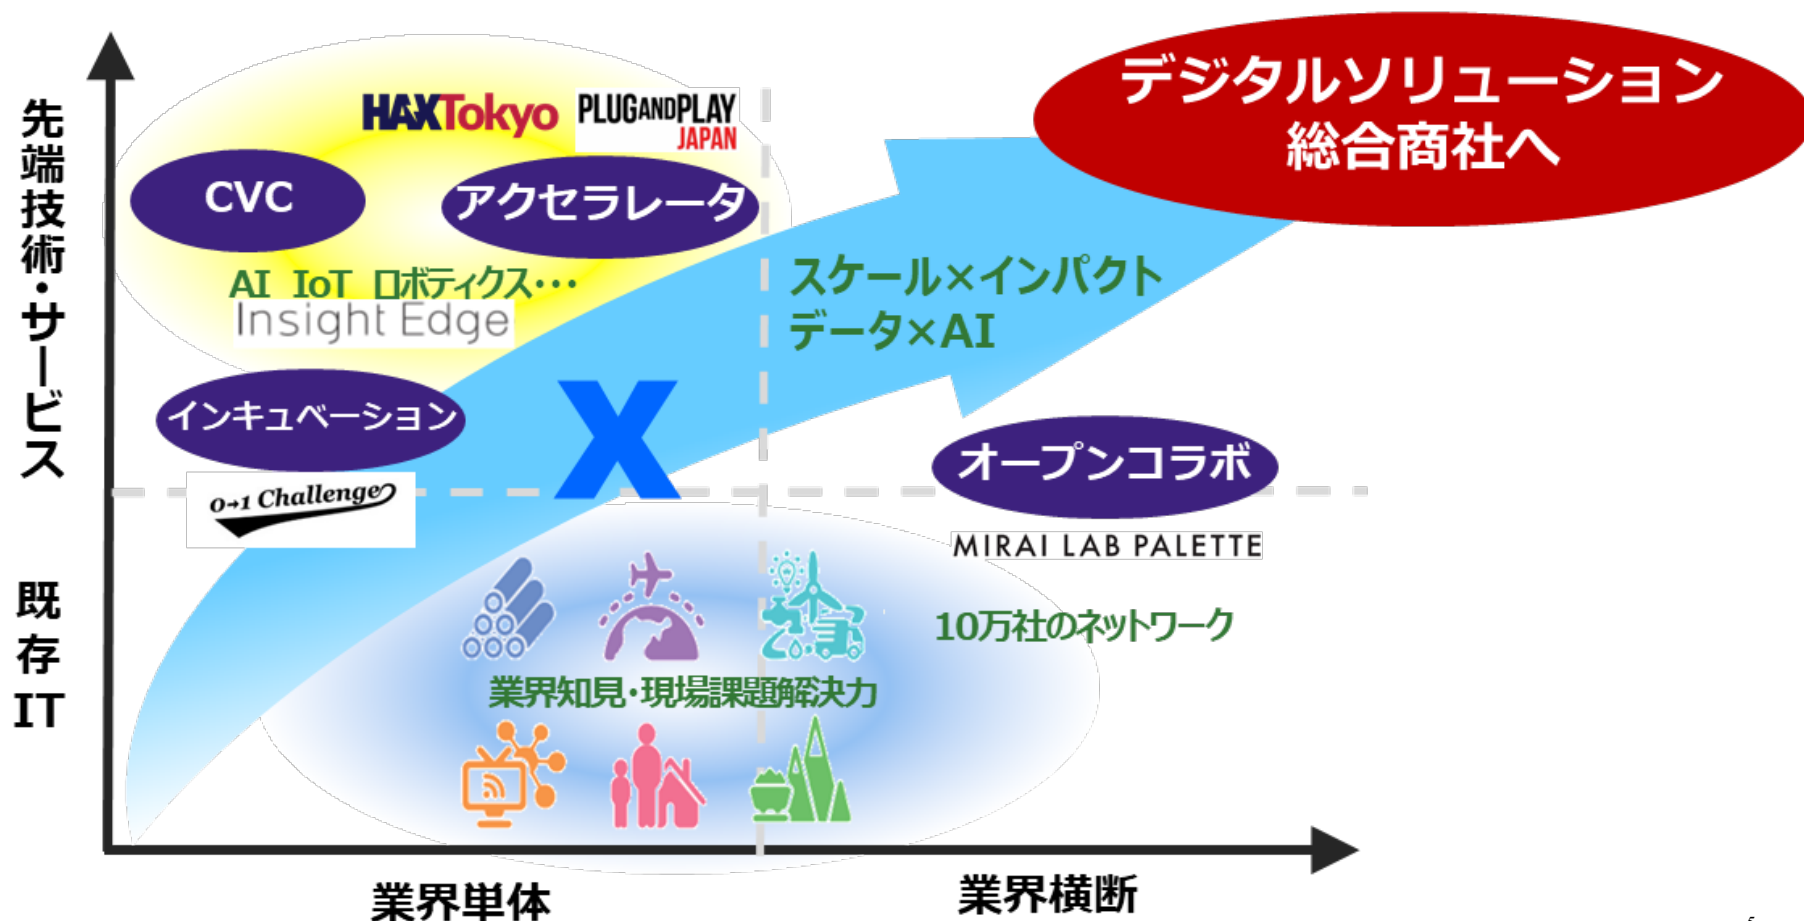 先端技術・サービス
既存IT
HAXTokyo
PLUG AND PLAY
JAPAN
CVC
アクセラレータ
AI IoT ロボティクス・・・
Insight Edge
インキュベーション
0→1 Challenge
X
デジタルソリューション
総合商社へ
スケール×インパクト
データ×AI
オープンコラボ
MIRAI LAB PALETTE
10万社のネットワーク
業界知見・現場課題解決力
業界単体
業界横断
5